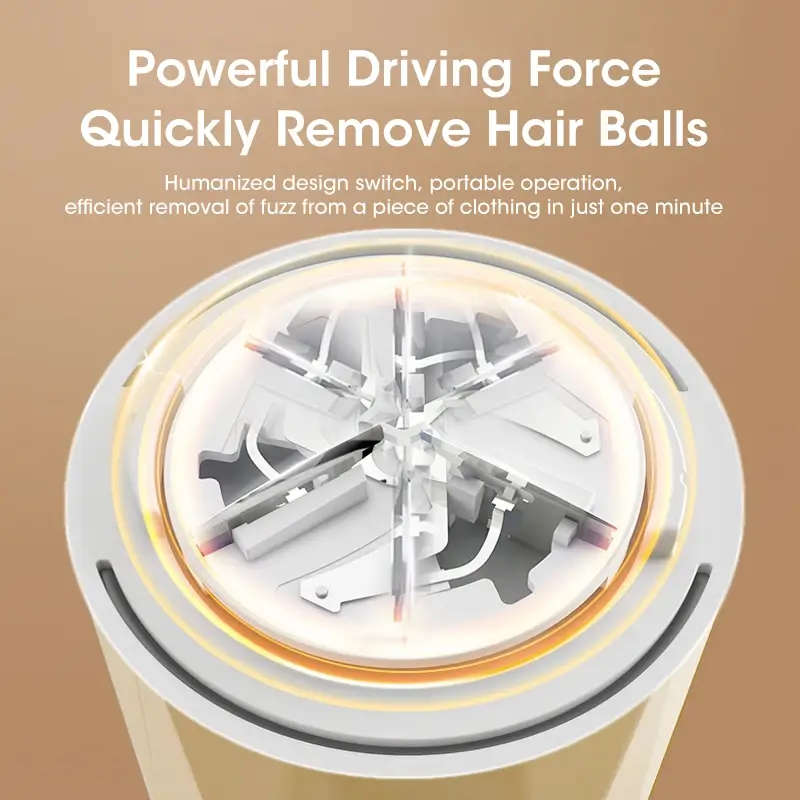 Powerful Driving Force
Quickly Remove Hair Balls
Humanized design switch, portable operation,
efficient removal of fuzz from a piece of clothing in just one minute